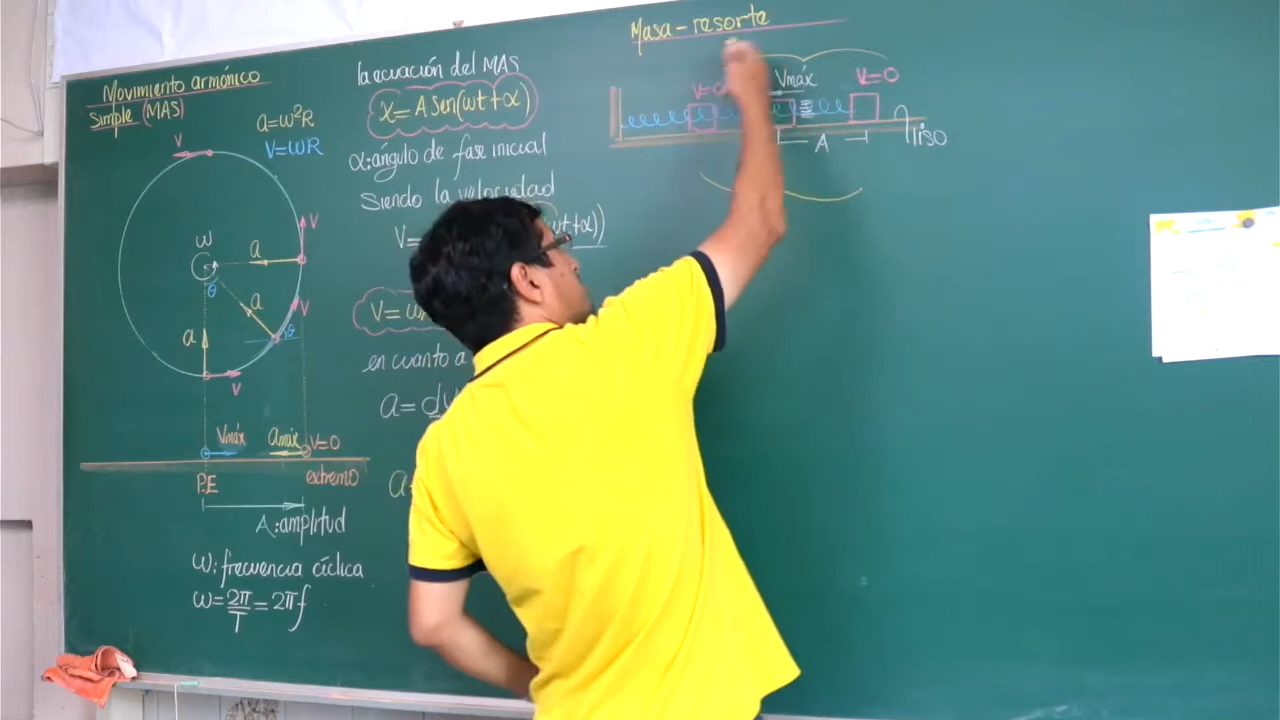 Movimiento armónico
simple (MAS)
a=ω²R
V=ωR
V
V
ω
a
θ
a
V
θ
a
V
Vmáx
amáx
V=0
P.E
extremo
A:amplitud
ω: frecuencia cíclica
ω=2π/T=2πf
la ecuación del MAS
X=A Sen(ωt+α)
α:ángulo de fase inicial
Siendo la velocidad
V=
ωt+α))
V=ω
en cuanto a
a=
a
Masa-resorte
V=
Vmáx
V=0
A
liso